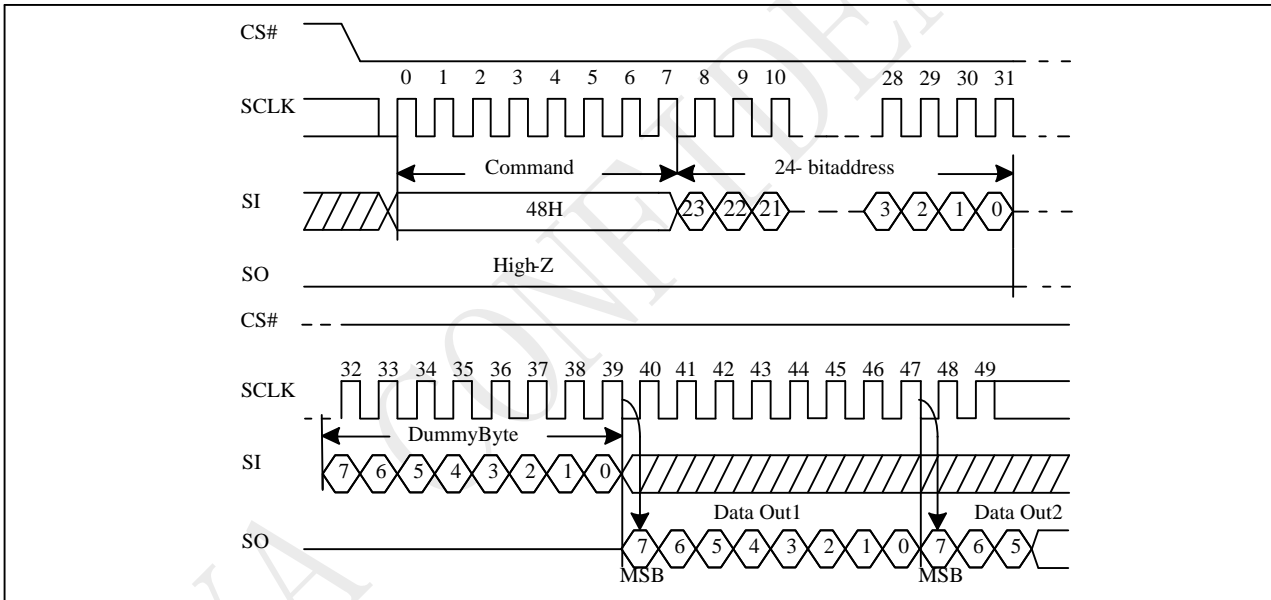 CS#
0 1 2 3 4 5 6 7 8 9 10 28 29 30 31
SCLK
Command 24- bitaddress
SI 48H 23 22 21 3 2 1 0
High-Z
SO
CS#
32 33 34 35 36 37 38 39 40 41 42 43 44 45 46 47 48 49
SCLK
DummyByte
SI 7 6 5 4 3 2 1 0
Data Out1 Data Out2
SO 7 6 5 4 3 2 1 0 7 6 5
MSB MSB